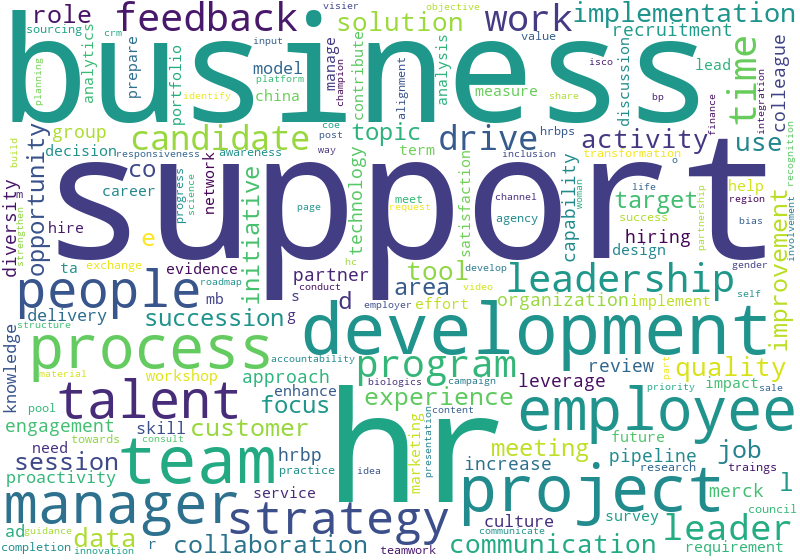 role
feedback
visier
solution
work
objective
implementation
sourcing
crm
input
value
recruitment
business
analytics
prepare
portfolio
model
platform
china
manage
champion
contribute
alignment
analysis
measure
isco
share
discussion
lead
bp
time
finance
integration
colleague
planning
identify
group
decision
candidate
coe
post
topic
drive
hrbps
activity
use
recognition
build
responsiveness
awareness
way
term
inclusion
transformation
support
diversity
opportunity
co
career
progress
science
network
initiative
page
request
technology
meet
satisfaction
channel
agency
woman
capability
life
o
target
success
partnership
help
region
bias
involvement
strengthen
m
hire
e
exchange
ta
evidence
roadmap
hc
partner
conduct
employer
tool
develop
leadership
hiring
design
gender
improvement
people
mb
s
d
area
effort
video
organization
implement
self
delivery
structure
succession
g
development
knowledge
process
accountability
program
review
quality
part
material
workshop
approach
enhance
biologics
campaign
experience
leverage
priority
impact
sale
pool
talent
focus
hr
content
employee
engagement
towards
skill
customer
marketing
presentation
meeting
future
job
need
consult
session
team
hrbp
practice
idea
increase
pipeline
research
traings
proactivity
service
project
merck
l
council
manager
strategy
culture
survey
leader
ad
guidance
data
communicate
completion
innovation
r
collaboration
teamwork
communication
requirement